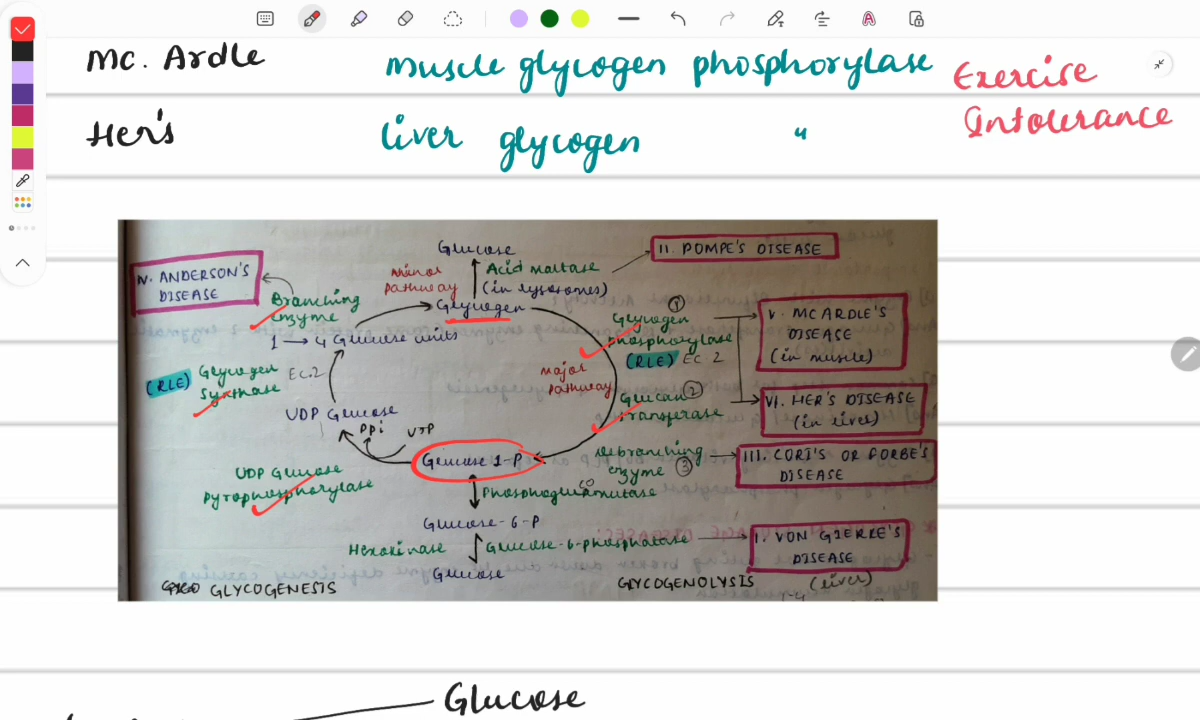 Mc. Ardle muscle glycogen phosphorylase Exercise
Intolerance
Her's liver glycogen "
Glucose
II. POMPE'S DISEASE
Minor
pathway
Acid maltase
(in lysosomes)
IV. ANDERSON'S
DISEASE
Branching
enzyme
Glycogen
1 → 4 Glucose units
Glycogen ①
phosphorylase
(RLE) EC.2
V. MC ARDLE'S
DISEASE
(in muscle)
(RLE) Glycogen
synthase
EC.2
major
pathway
Glucan ②
transferase
VI. HER'S DISEASE
(in liver)
UDP Glucose
PPi UTP
Glucose 1-P
debranching
enzyme ③
III. CORI'S OR FORBE'S
DISEASE
UDP Glucose
Pyrophosphorylase
Phosphoglucomutase
Glucose-6-P
Hexokinase
Glucose-6-phosphatase
I. VON GIERKE'S
DISEASE
(liver)
Glucose
GLYCOGENESIS
GLYCOGENOLYSIS
Glucose